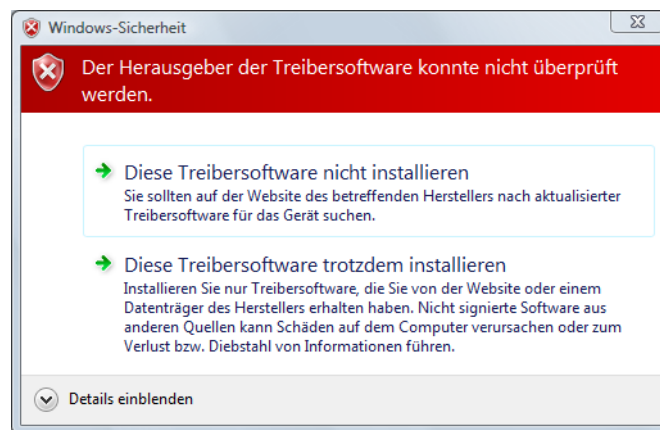 Windows-Sicherheit
Der Herausgeber der Treibersoftware konnte nicht überprüft
werden.
Diese Treibersoftware nicht installieren
Sie sollten auf der Website des betreffenden Herstellers nach aktualisierter
Treibersoftware für das Gerät suchen.
Diese Treibersoftware trotzdem installieren
Installieren Sie nur Treibersoftware, die Sie von der Website oder einem
Datenträger des Herstellers erhalten haben. Nicht signierte Software aus
anderen Quellen kann Schäden auf dem Computer verursachen oder zum
Verlust bzw. Diebstahl von Informationen führen.
Details einblenden